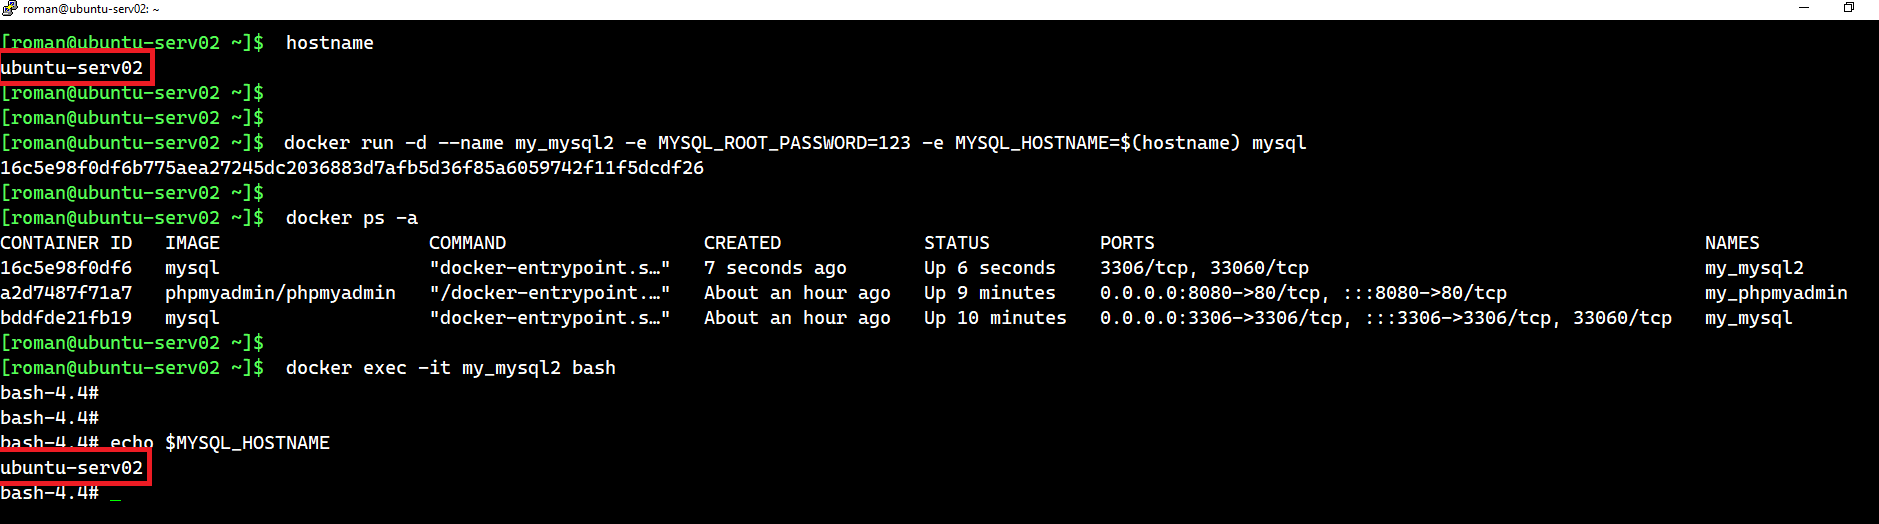 roman@ubuntu-serv02: ~
[roman@ubuntu-serv02 ~]$  hostname
ubuntu-serv02
[roman@ubuntu-serv02 ~]$
[roman@ubuntu-serv02 ~]$
[roman@ubuntu-serv02 ~]$  docker run -d --name my_mysql2 -e MYSQL_ROOT_PASSWORD=123 -e MYSQL_HOSTNAME=$(hostname) mysql
16c5e98f0df6b775aea27245dc2036883d7afb5d36f85a6059742f11f5dcdf26
[roman@ubuntu-serv02 ~]$
[roman@ubuntu-serv02 ~]$  docker ps -a
CONTAINER ID   IMAGE                   COMMAND                  CREATED             STATUS          PORTS                                                  NAMES
16c5e98f0df6   mysql                   "docker-entrypoint.s…"   7 seconds ago       Up 6 seconds    3306/tcp, 33060/tcp                                    my_mysql2
a2d7487f71a7   phpmyadmin/phpmyadmin   "/docker-entrypoint.…"   About an hour ago   Up 9 minutes    0.0.0.0:8080->80/tcp, :::8080->80/tcp                  my_phpmyadmin
bddfde21fb19   mysql                   "docker-entrypoint.s…"   About an hour ago   Up 10 minutes   0.0.0.0:3306->3306/tcp, :::3306->3306/tcp, 33060/tcp   my_mysql
[roman@ubuntu-serv02 ~]$
[roman@ubuntu-serv02 ~]$  docker exec -it my_mysql2 bash
bash-4.4#
bash-4.4#
bash-4.4# echo $MYSQL_HOSTNAME
ubuntu-serv02
bash-4.4# _